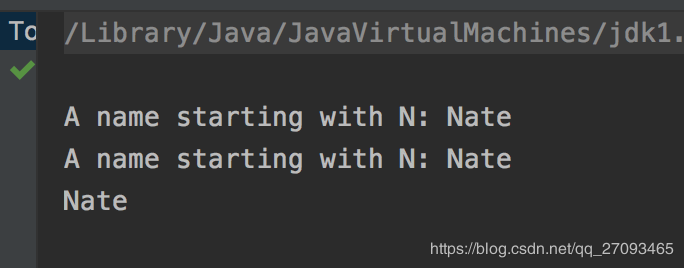 To
/Library/Java/JavaVirtualMachines/jdk1.
A name starting with N: Nate
A name starting with N: Nate
Nate
https://blog.csdn.net/qq_27093465